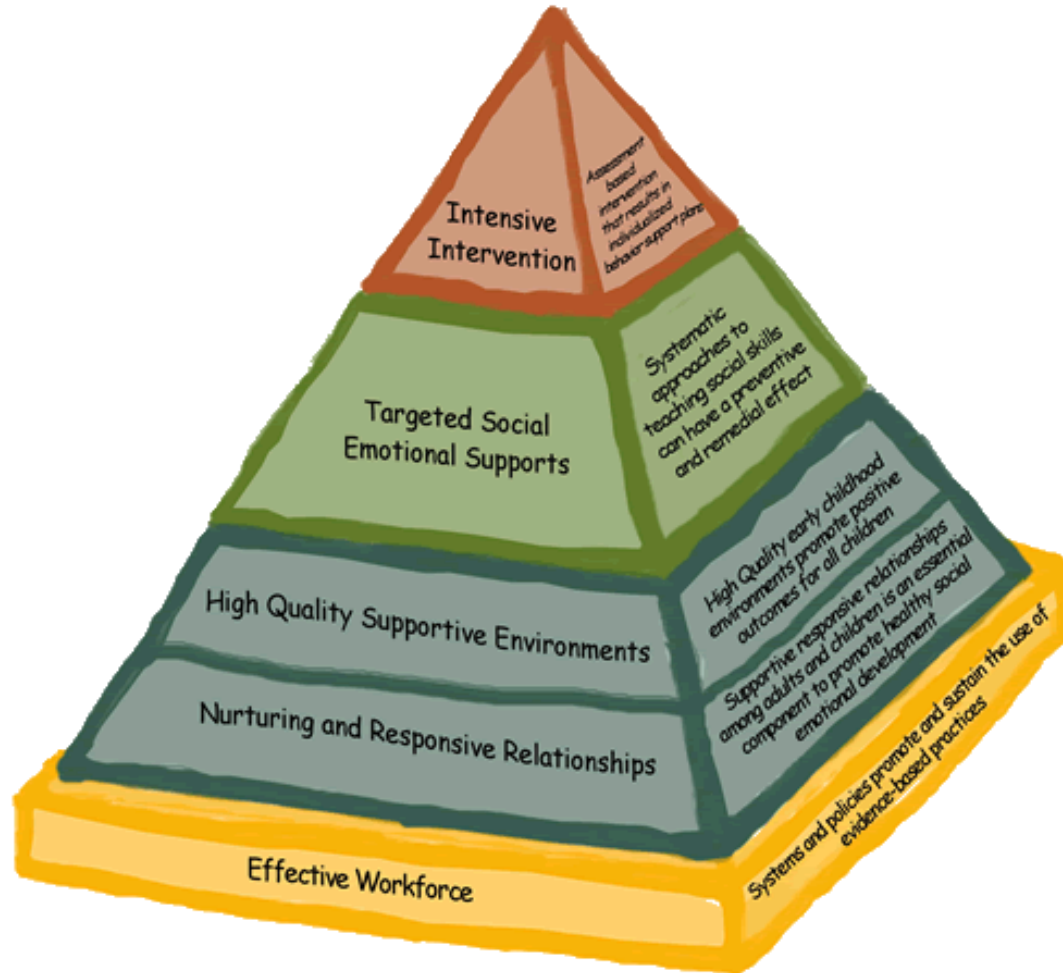 Intensive
Intervention
Assessment
based
intervention
that results in
individualized
behavior support plans
Targeted Social
Emotional Supports
Systematic
approaches to
teaching social skills
can have a preventive
and remedial effect
High Quality Supportive Environments
High Quality early childhood
environments promote positive
outcomes for all children
Nurturing and Responsive Relationships
Supportive responsive relationships
among adults and children is an essential
component to promote healthy social
emotional development
Effective Workforce
Systems and policies promote and sustain the use of
evidence-based practices